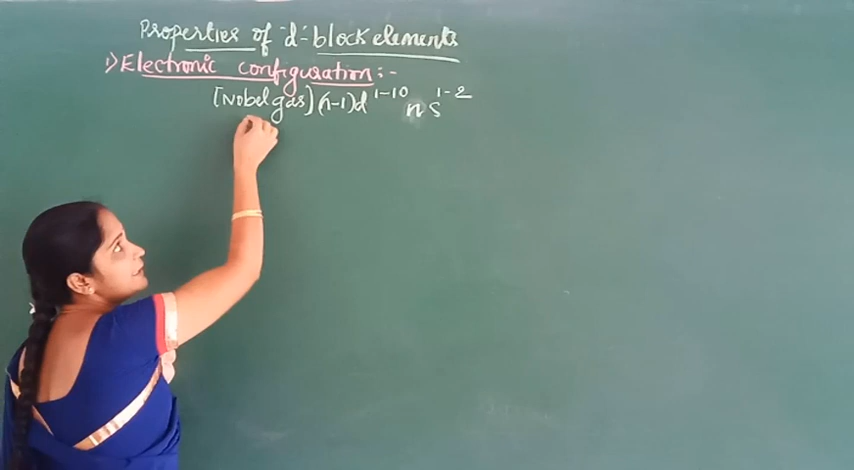 Properties of 'd'-block elements
1) Electronic configuration :-
[Nobel gas] (n-1)d¹⁻¹⁰ ns¹⁻²